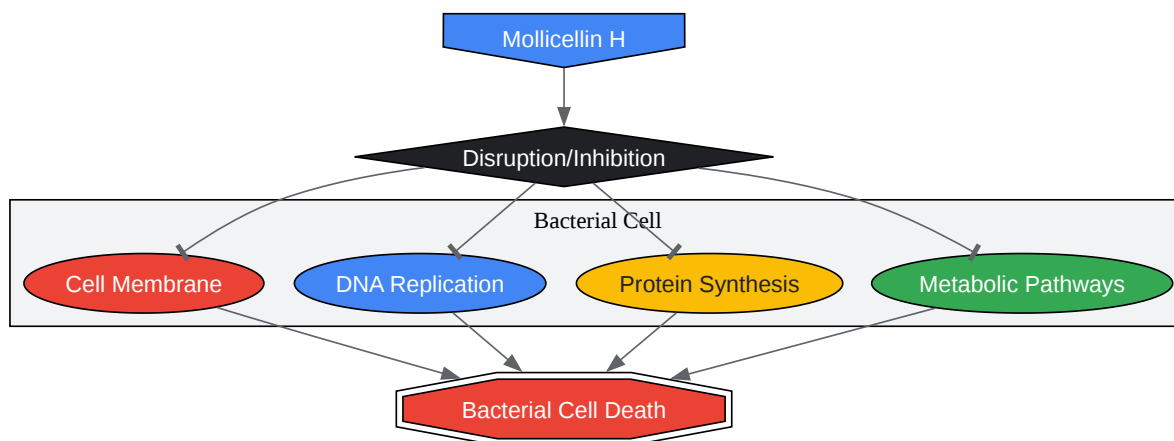 Mollicellin H
Disruption/Inhibition
Bacterial Cell
Cell Membrane
DNA Replication
Protein Synthesis
Metabolic Pathways
Bacterial Cell Death